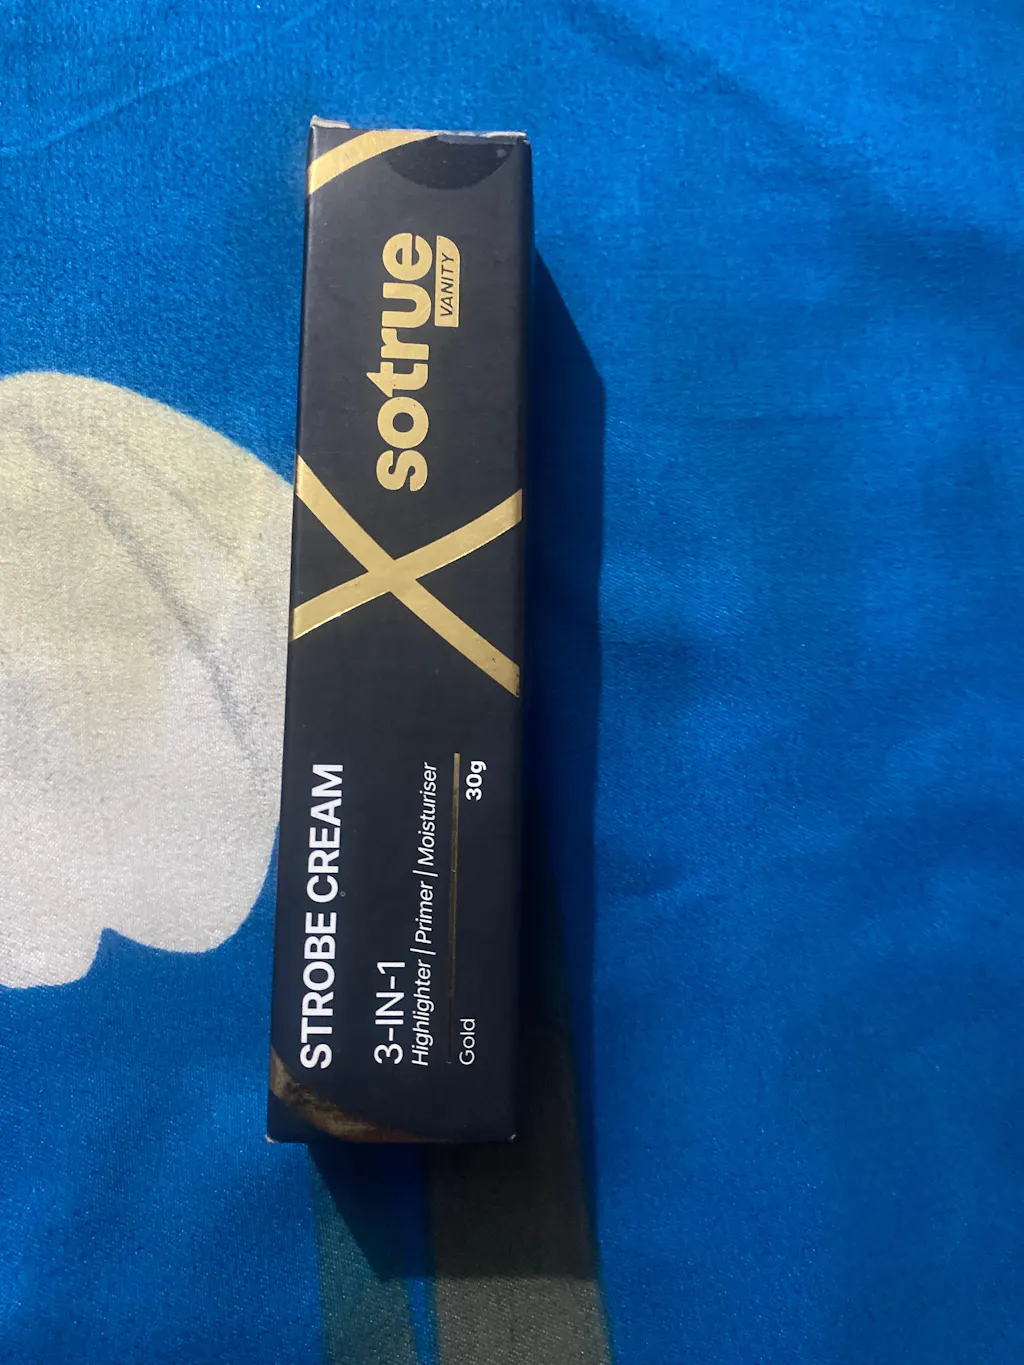 sotrue
VANITY
STROBE CREAM
3-IN-1
Highlighter | Primer | Moisturiser
Gold
30g